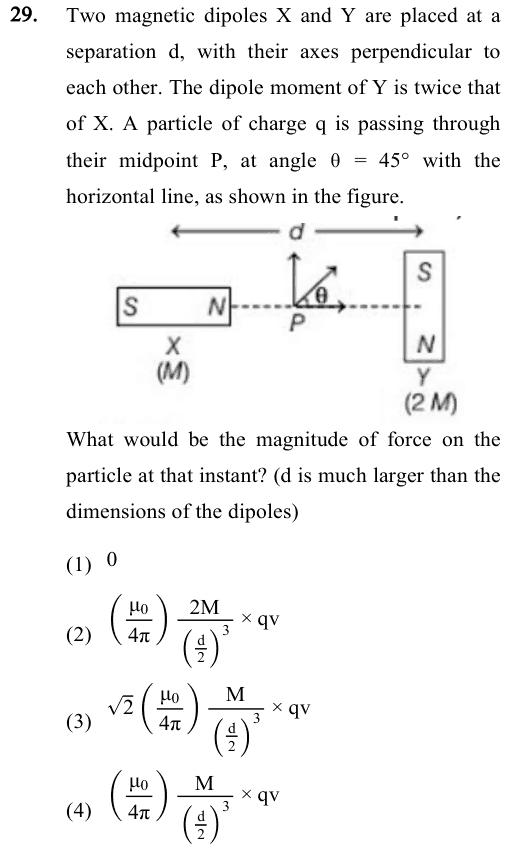 29. Two magnetic dipoles X and Y are placed at a
separation d, with their axes perpendicular to
each other. The dipole moment of Y is twice that
of X. A particle of charge q is passing through
their midpoint P, at angle θ = 45° with the
horizontal line, as shown in the figure.
d
S N P θ S
N
X
(M)
Y
(2 M)
What would be the magnitude of force on the
particle at that instant? (d is much larger than the
dimensions of the dipoles)
(1) 0
(2) (μ₀/4π) 2M/(d/2)³ × qv
(3) √2 (μ₀/4π) M/(d/2)³ × qv
(4) (μ₀/4π) M/(d/2)³ × qv